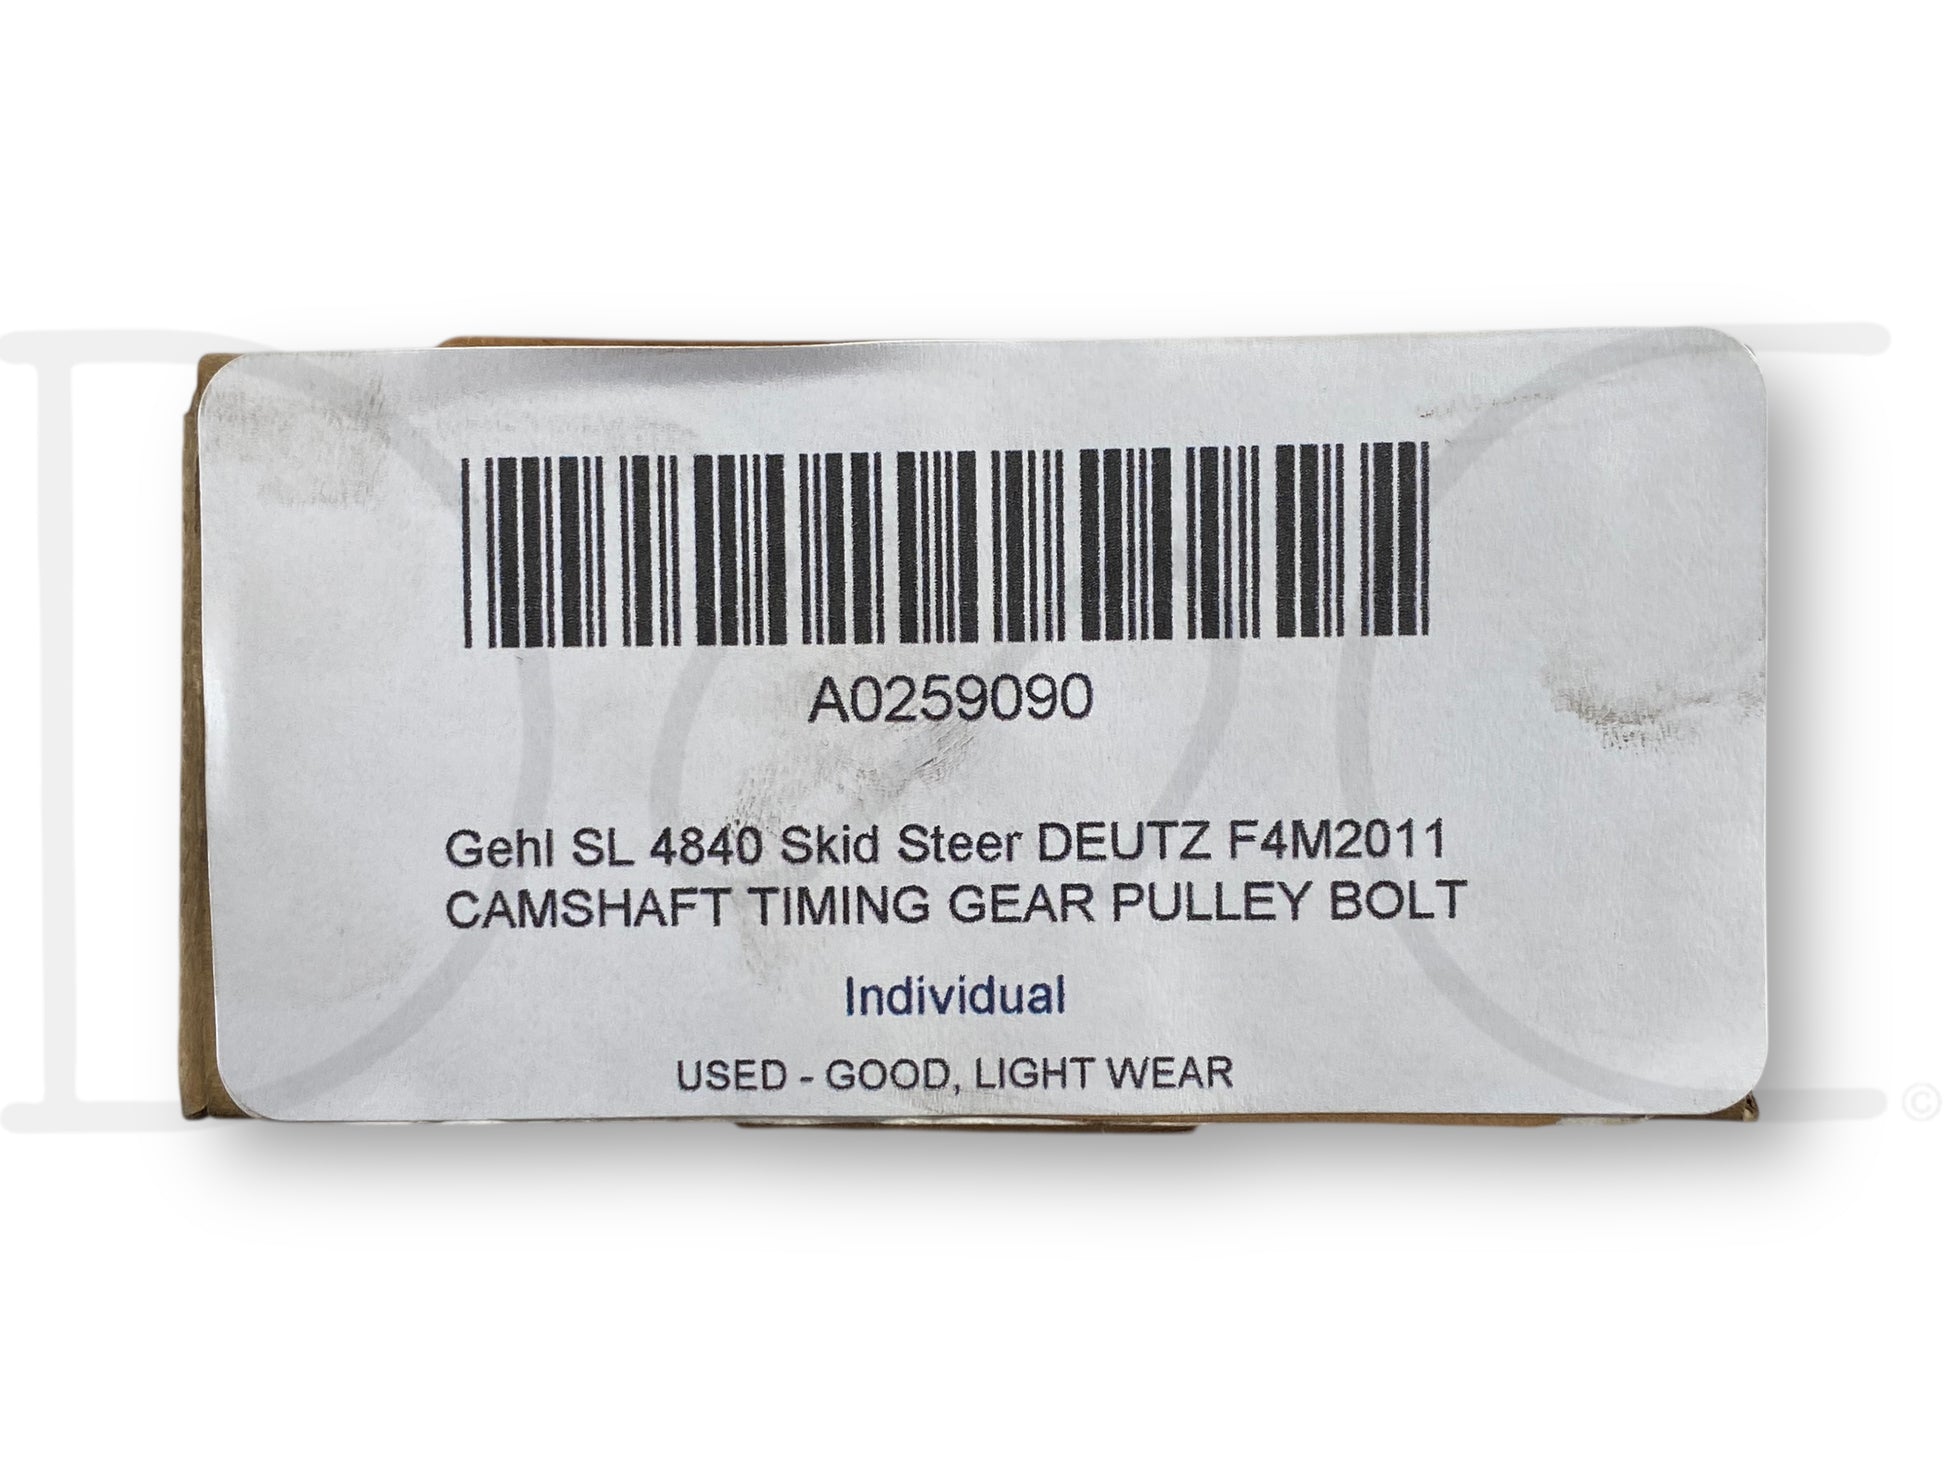 A0259090
Gehl SL 4840 Skid Steer DEUTZ F4M2011
CAMSHAFT TIMING GEAR PULLEY BOLT
Individual
USED - GOOD, LIGHT WEAR
©